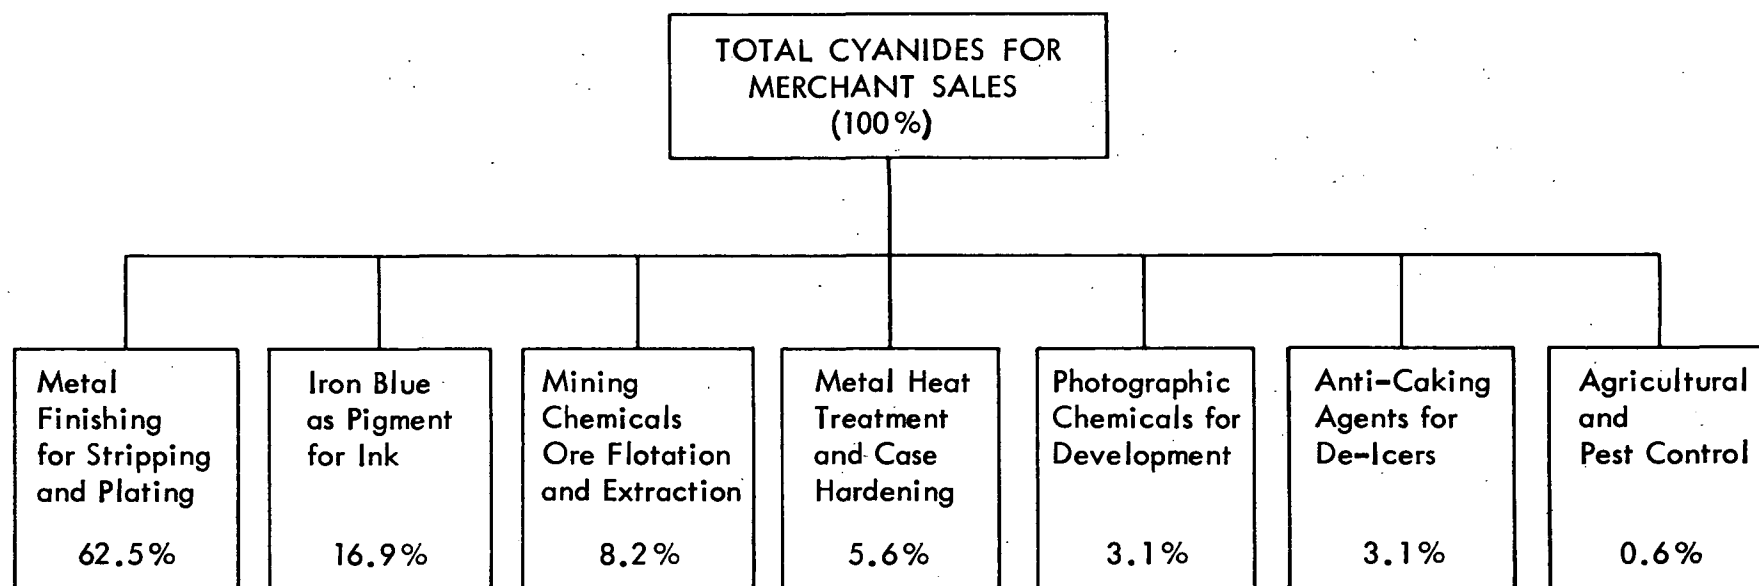 TOTAL CYANIDES FOR
MERCHANT SALES
(100%)
Metal
Finishing
for Stripping
and Plating
62.5%
Iron Blue
as Pigment
for Ink
16.9%
Mining
Chemicals
Ore Flotation
and Extraction
8.2%
Metal Heat
Treatment
and Case
Hardening
5.6%
Photographic
Chemicals for
Development
3.1%
Anti-Caking
Agents for
De-Icers
3.1%
Agricultural
and
Pest Control
0.6%